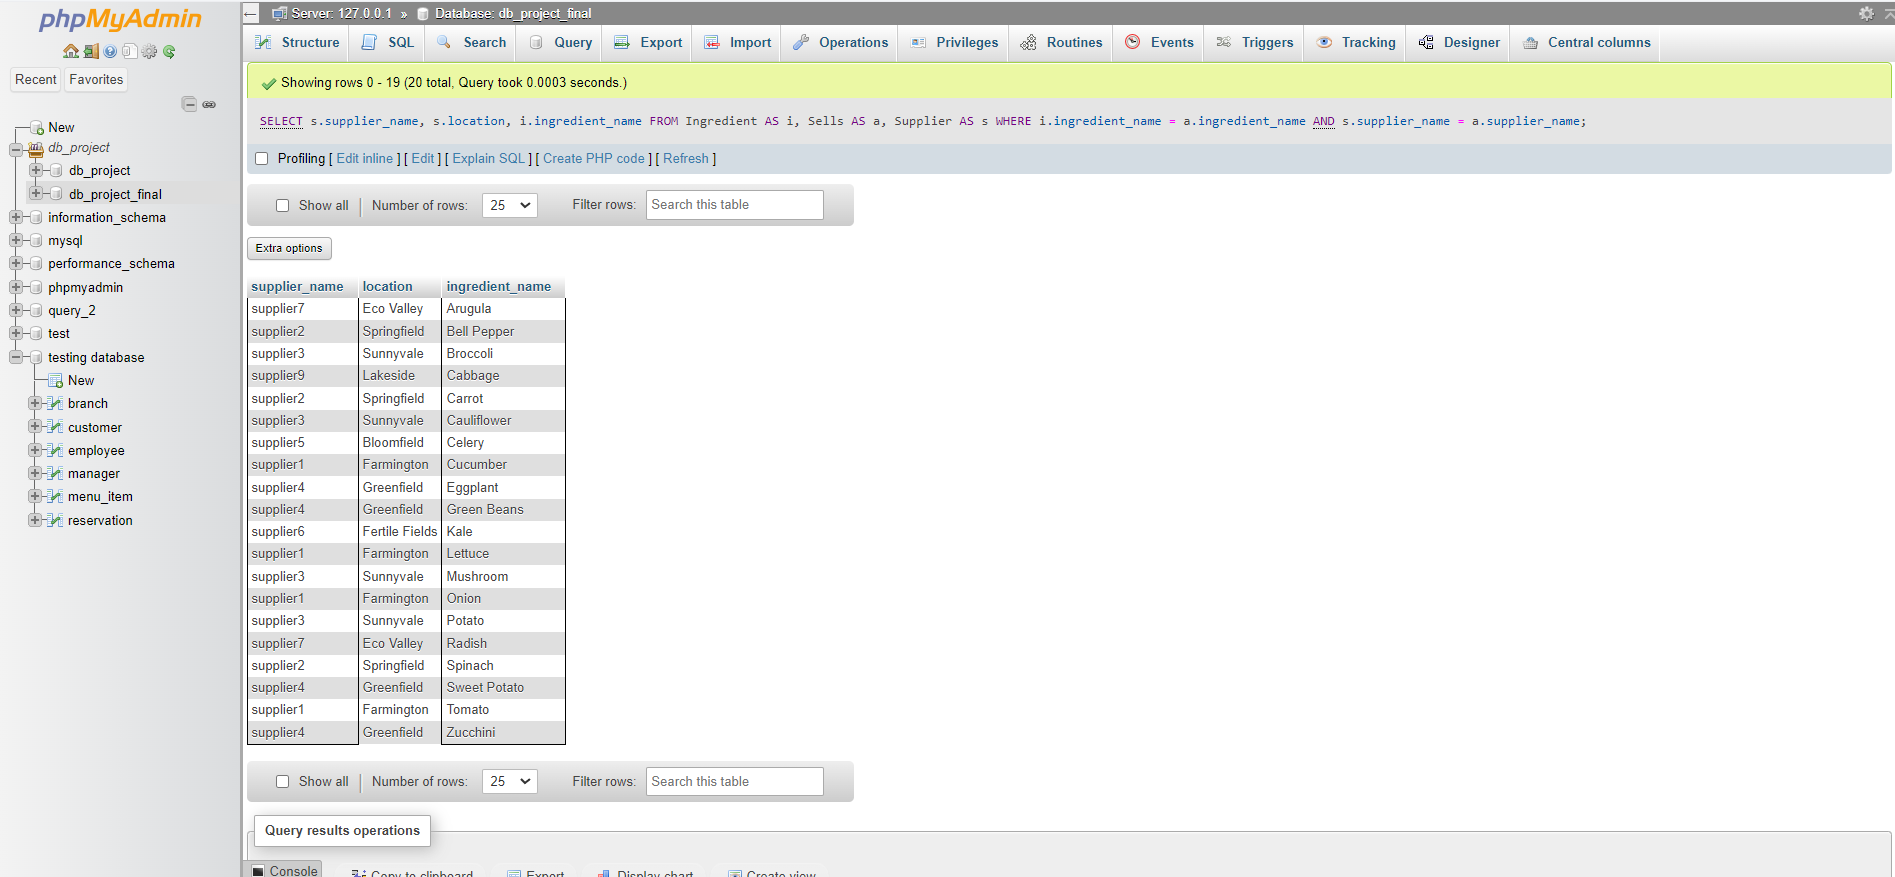 phpMyAdmin
Recent Favorites
New
db_project
db_project
db_project_final
information_schema
mysql
performance_schema
phpmyadmin
query_2
test
testing database
New
branch
customer
employee
manager
menu_item
reservation
Server: 127.0.0.1 » Database: db_project_final
Structure SQL Search Query Export Import Operations Privileges Routines Events Triggers Tracking Designer Central columns
Showing rows 0 - 19 (20 total, Query took 0.0003 seconds.)
SELECT s.supplier_name, s.location, i.ingredient_name FROM Ingredient AS i, Sells AS a, Supplier AS s WHERE i.ingredient_name = a.ingredient_name AND s.supplier_name = a.supplier_name;
Profiling [ Edit inline ] [ Edit ] [ Explain SQL ] [ Create PHP code ] [ Refresh ]
Show all | Number of rows: 25 Filter rows: Search this table
Extra options
supplier_name location ingredient_name
supplier7 Eco Valley Arugula
supplier2 Springfield Bell Pepper
supplier3 Sunnyvale Broccoli
supplier9 Lakeside Cabbage
supplier2 Springfield Carrot
supplier3 Sunnyvale Cauliflower
supplier5 Bloomfield Celery
supplier1 Farmington Cucumber
supplier4 Greenfield Eggplant
supplier4 Greenfield Green Beans
supplier6 Fertile Fields Kale
supplier1 Farmington Lettuce
supplier3 Sunnyvale Mushroom
supplier1 Farmington Onion
supplier3 Sunnyvale Potato
supplier7 Eco Valley Radish
supplier2 Springfield Spinach
supplier4 Greenfield Sweet Potato
supplier1 Farmington Tomato
supplier4 Greenfield Zucchini
Show all | Number of rows: 25 Filter rows: Search this table
Query results operations
Console Copy to clipboard Export Display chart Create view